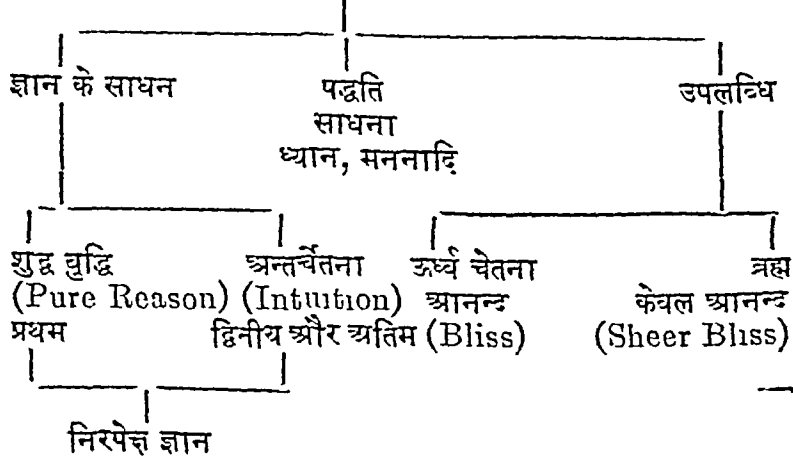 ज्ञान के साधन पद्धति उपलब्धि
साधना
ध्यान, मननादि
शुद्ध बुद्धि अन्तर्चेतना ऊर्ध्व चेतना ब्रह्म
(Pure Reason) (Intuition) आनन्द केवल आनन्द
प्रथम द्वितीय और अंतिम (Bliss) (Sheer Bliss)
निरपेक्ष ज्ञान